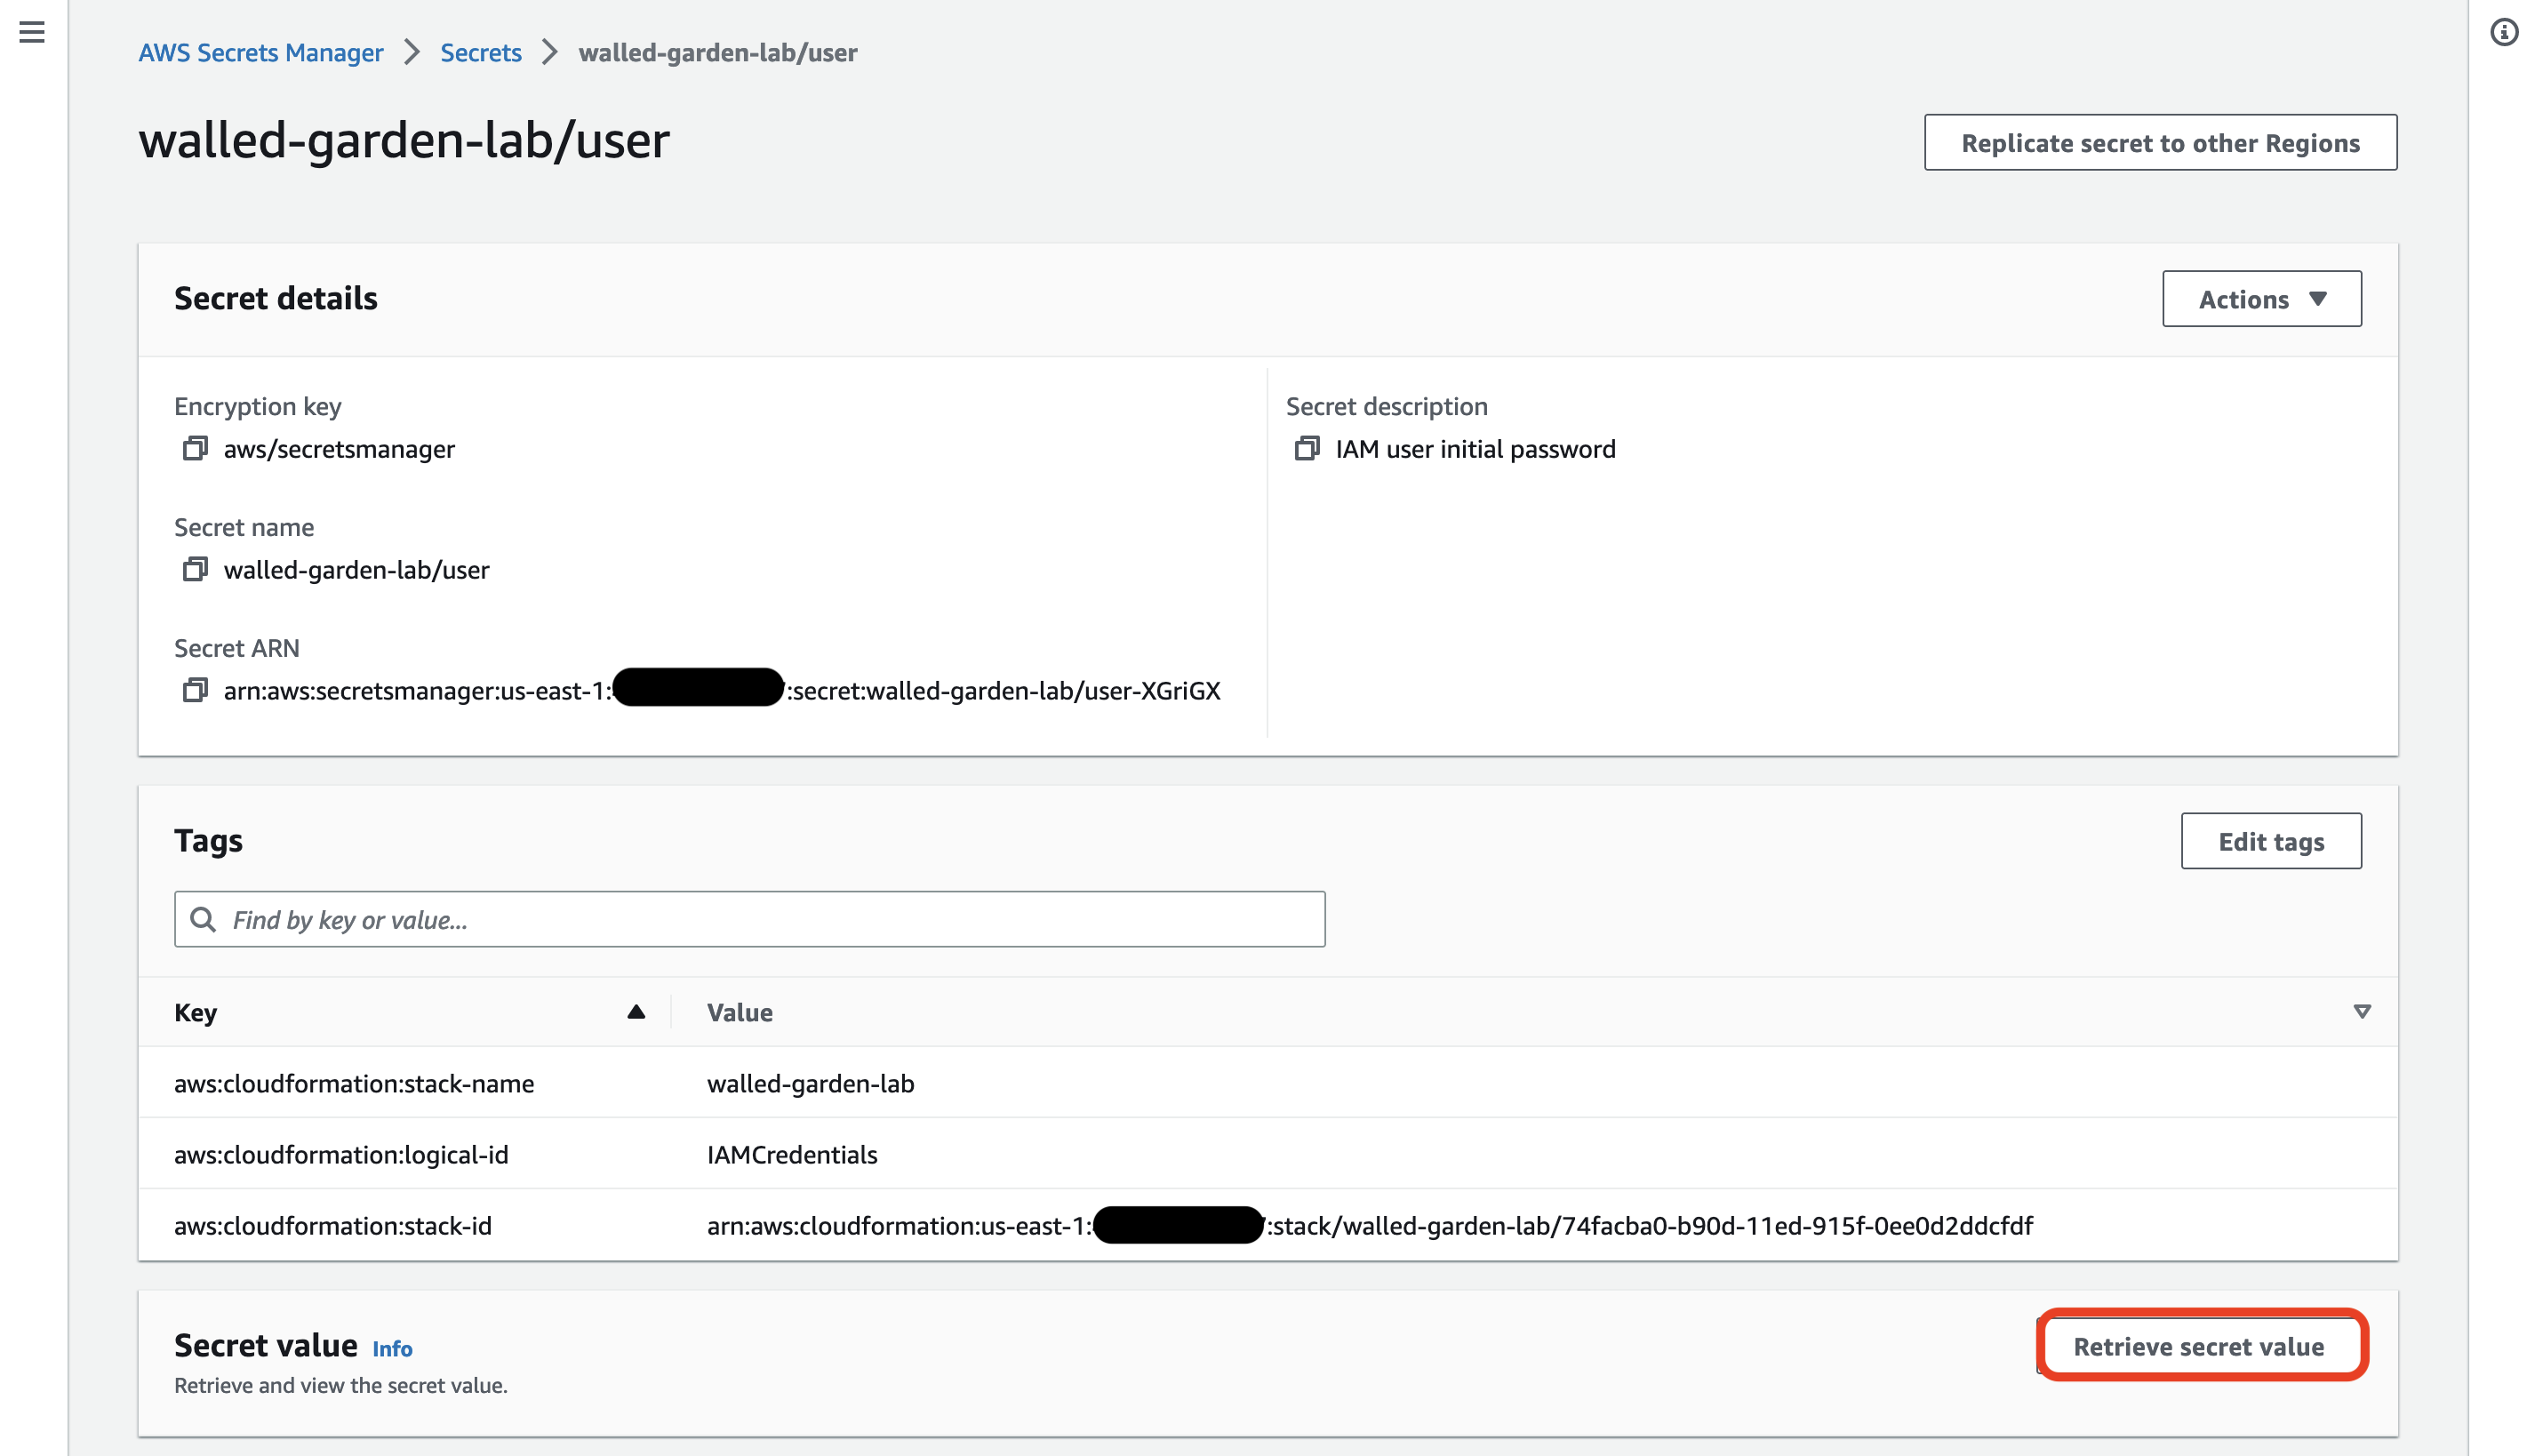 AWS Secrets Manager > Secrets > walled-garden-lab/user
walled-garden-lab/user
Replicate secret to other Regions
Secret details
Actions
Encryption key
aws/secretsmanager
Secret description
IAM user initial password
Secret name
walled-garden-lab/user
Secret ARN
arn:aws:secretsmanager:us-east-1: :secret:walled-garden-lab/user-XGriGX
Tags
Edit tags
Find by key or value...
Key Value
aws:cloudformation:stack-name walled-garden-lab
aws:cloudformation:logical-id IAMCredentials
aws:cloudformation:stack-id arn:aws:cloudformation:us-east-1: :stack/walled-garden-lab/74facba0-b90d-11ed-915f-0ee0d2ddcfdf
Secret value Info
Retrieve secret value
Retrieve and view the secret value.